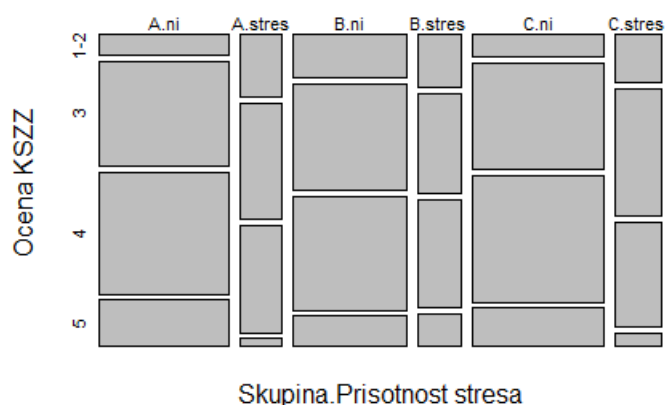 A.ni A.stres B.ni B.stres C.ni C.stres
1-2
3
4
5
Ocena KSZZ
Skupina.Prisotnost stresa